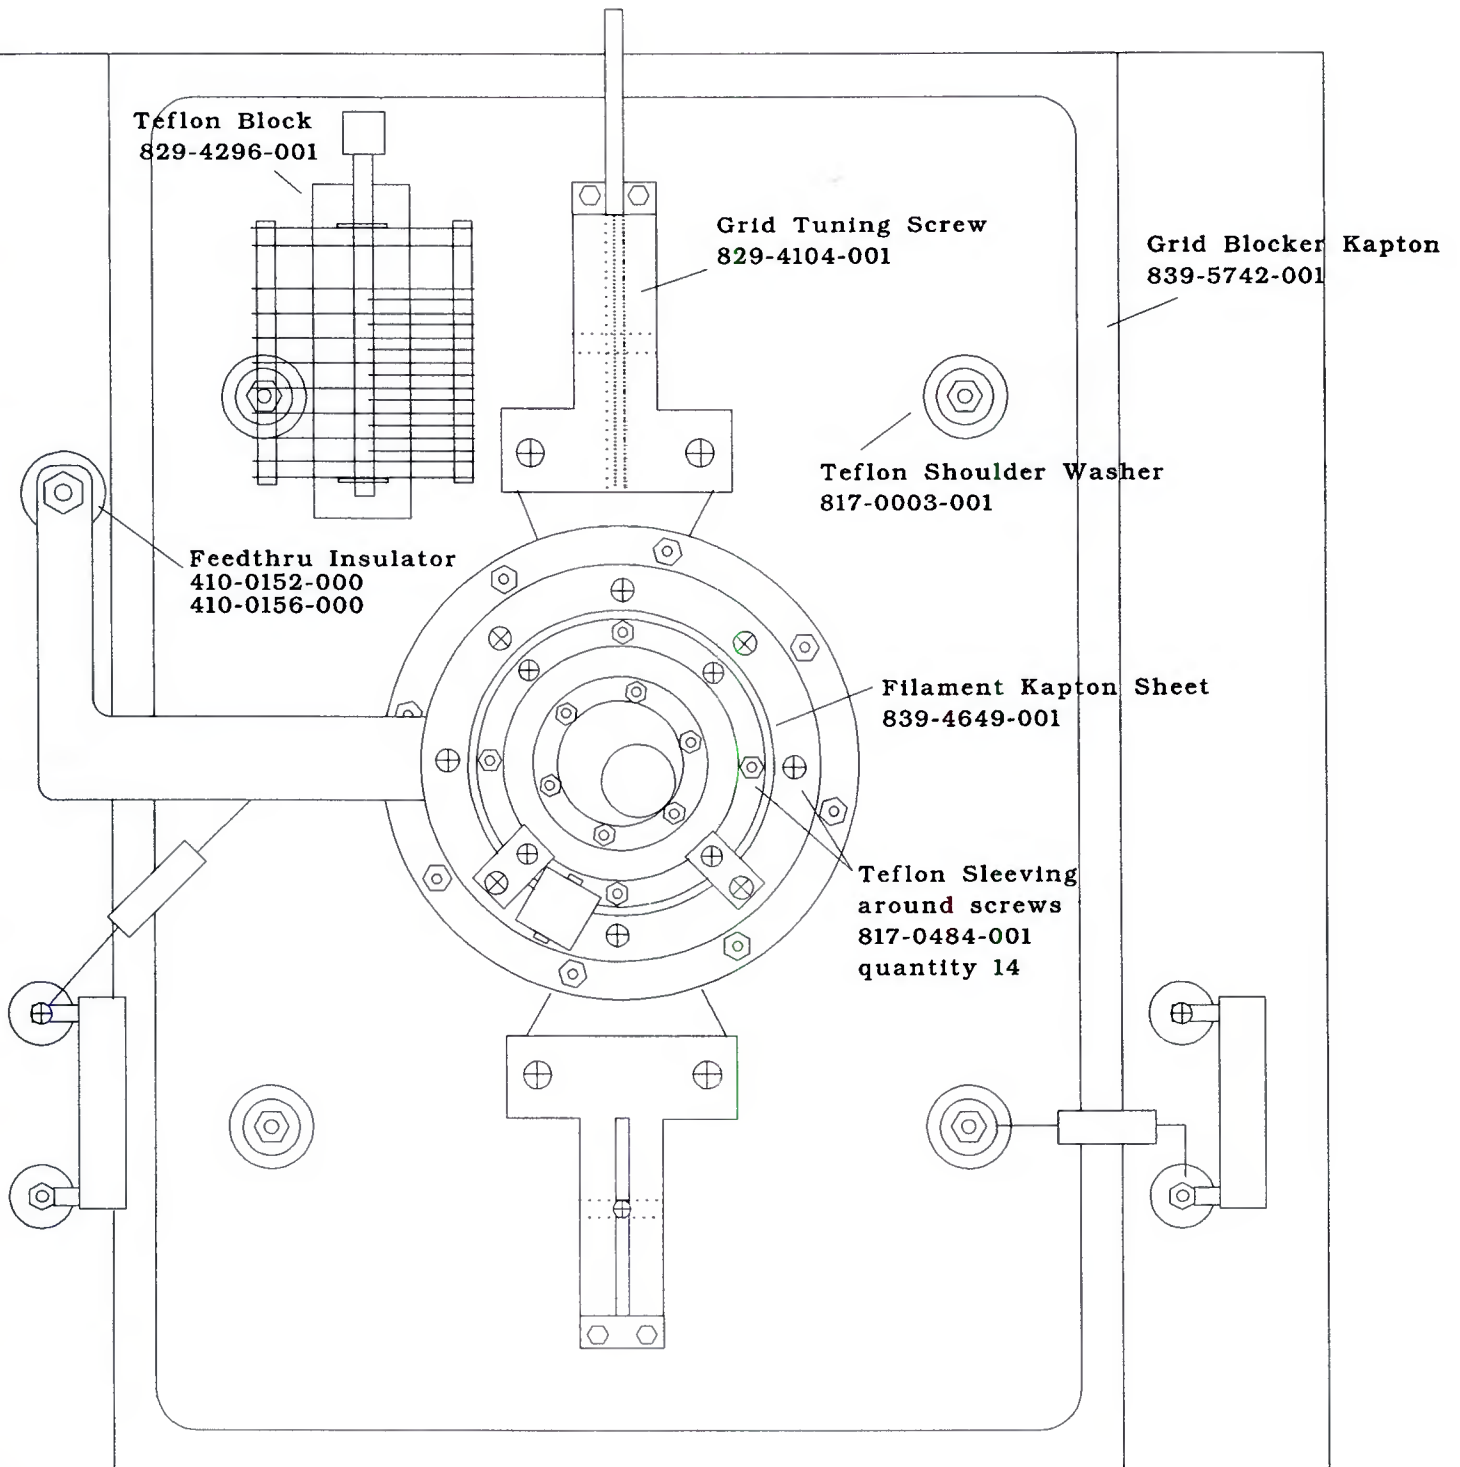 Teflon Block
829-4296-001
Grid Tuning Screw
829-4104-001
Grid Blocker Kapton
839-5742-001
Teflon Shoulder Washer
817-0003-001
Feedthru Insulator
410-0152-000
410-0156-000
Filament Kapton Sheet
839-4649-001
Teflon Sleeving
around screws
817-0484-001
quantity 14